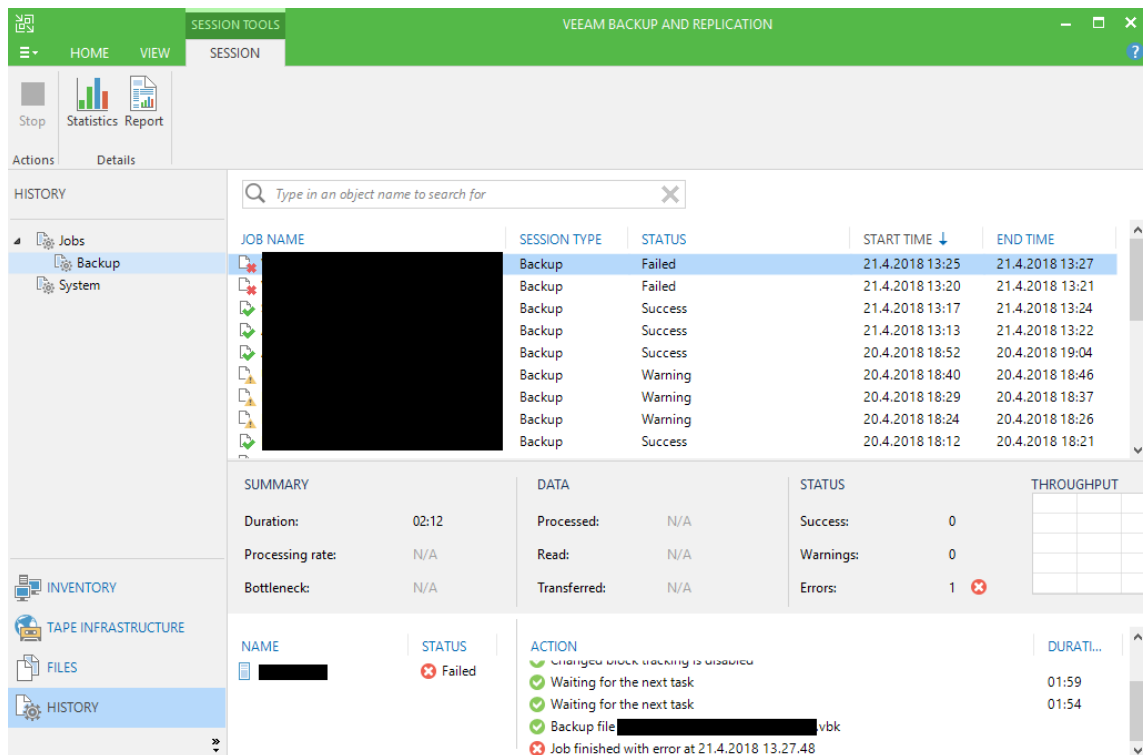 SESSION TOOLS
VEEAM BACKUP AND REPLICATION
HOME VIEW SESSION
?
Stop Statistics Report
Actions Details
HISTORY
Type in an object name to search for
Jobs
Backup
System
JOB NAME SESSION TYPE STATUS START TIME ↓ END TIME
Backup Failed 21.4.2018 13:25 21.4.2018 13:27
Backup Failed 21.4.2018 13:20 21.4.2018 13:21
Backup Success 21.4.2018 13:17 21.4.2018 13:24
Backup Success 21.4.2018 13:13 21.4.2018 13:22
Backup Success 20.4.2018 18:52 20.4.2018 19:04
Backup Warning 20.4.2018 18:40 20.4.2018 18:46
Backup Warning 20.4.2018 18:29 20.4.2018 18:37
Backup Warning 20.4.2018 18:24 20.4.2018 18:26
Backup Success 20.4.2018 18:12 20.4.2018 18:21
SUMMARY DATA STATUS THROUGHPUT
Duration: 02:12 Processed: N/A Success: 0
Processing rate: N/A Read: N/A Warnings: 0
Bottleneck: N/A Transferred: N/A Errors: 1
INVENTORY
TAPE INFRASTRUCTURE
FILES
HISTORY
NAME STATUS ACTION DURATI...
Failed
Changed block tracking is disabled
Waiting for the next task 01:59
Waiting for the next task 01:54
Backup file .vbk
Job finished with error at 21.4.2018 13.27.48